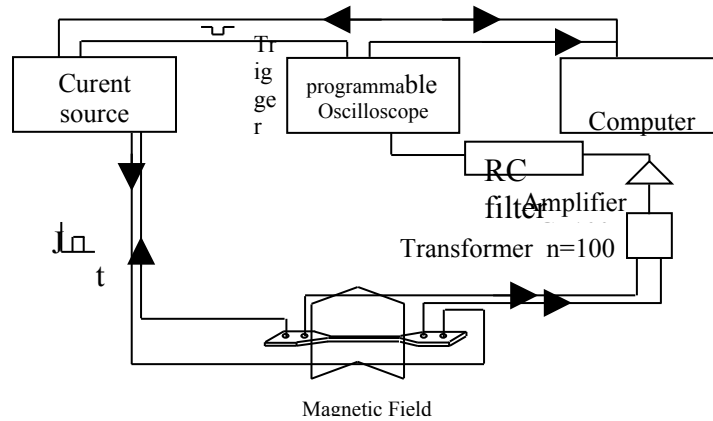 Curent
source
Tr
ig
ge
r
programmable
Oscilloscope
Computer
RC
filter
Amplifier
Transformer n=100
J
t
Magnetic Field